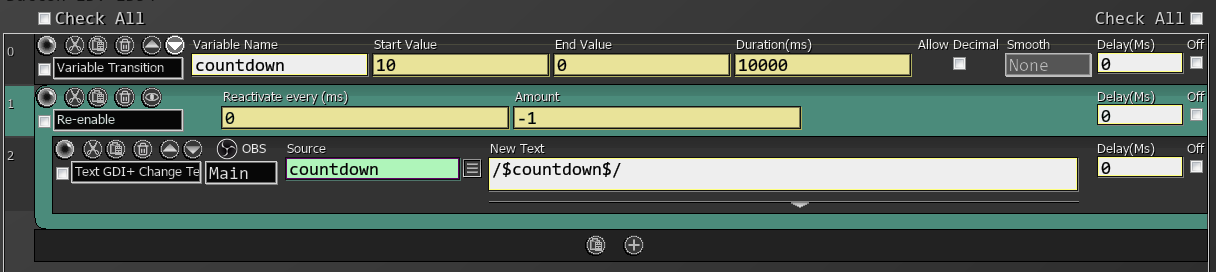 Check All Check All
0 Variable Name Start Value End Value Duration(ms) Allow Decimal Smooth Delay(Ms) Off
Variable Transition countdown 10 0 10000 None 0
1 Reactivate every (ms) Amount Delay(Ms) Off
Re-enable 0 -1 0
2 OBS Source New Text Delay(Ms) Off
Text GDI+ Change Te Main countdown /$countdown$/ 0